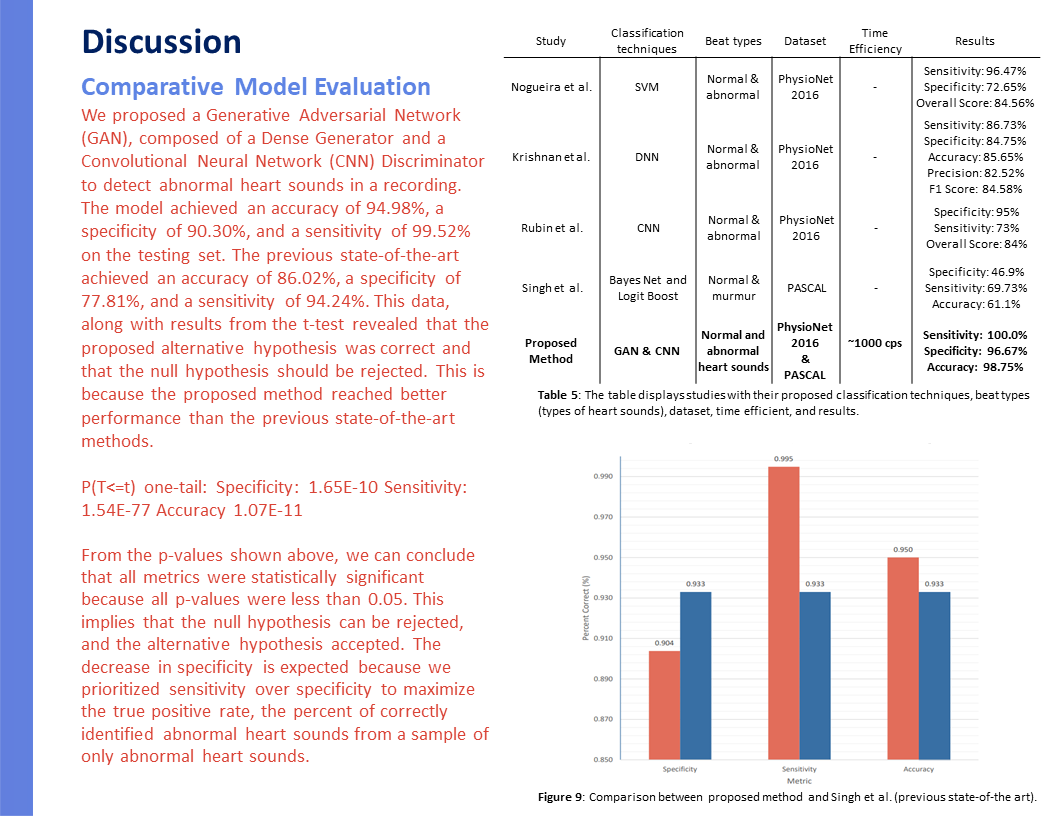 Discussion
Comparative Model Evaluation
We proposed a Generative Adversarial Network
(GAN), composed of a Dense Generator and a
Convolutional Neural Network (CNN) Discriminator
to detect abnormal heart sounds in a recording.
The model achieved an accuracy of 94.98%, a
specificity of 90.30%, and a sensitivity of 99.52%
on the testing set. The previous state-of-the-art
achieved an accuracy of 86.02%, a specificity of
77.81%, and a sensitivity of 94.24%. This data,
along with results from the t-test revealed that the
proposed alternative hypothesis was correct and
that the null hypothesis should be rejected. This is
because the proposed method reached better
performance than the previous state-of-the-art
methods.
P(T<=t) one-tail: Specificity: 1.65E-10 Sensitivity:
1.54E-77 Accuracy 1.07E-11
From the p-values shown above, we can conclude
that all metrics were statistically significant
because all p-values were less than 0.05. This
implies that the null hypothesis can be rejected,
and the alternative hypothesis accepted. The
decrease in specificity is expected because we
prioritized sensitivity over specificity to maximize
the true positive rate, the percent of correctly
identified abnormal heart sounds from a sample of
only abnormal heart sounds.
Study
Classification
techniques
Beat types
Dataset
Time
Efficiency
Results
Nogueira et al.
SVM
Normal &
abnormal
PhysioNet
2016
-
Sensitivity: 96.47%
Specificity: 72.65%
Overall Score: 84.56%
Krishnan et al.
DNN
Normal &
abnormal
PhysioNet
2016
-
Sensitivity: 86.73%
Specificity: 84.75%
Accuracy: 85.65%
Precision: 82.52%
F1 Score: 84.58%
Rubin et al.
CNN
Normal &
abnormal
PhysioNet
2016
-
Specificity: 95%
Sensitivity: 73%
Overall Score: 84%
Singh et al.
Bayes Net and
Logit Boost
Normal &
murmur
PASCAL
-
Specificity: 46.9%
Sensitivity: 69.73%
Accuracy: 61.1%
Proposed
Method
GAN & CNN
Normal and
abnormal
heart sounds
PhysioNet
2016
&
PASCAL
~1000 cps
Sensitivity: 100.0%
Specificity: 96.67%
Accuracy: 98.75%
Table 5: The table displays studies with their proposed classification techniques, beat types
(types of heart sounds), dataset, time efficient, and results.
Percent Correct (%)
0.990
0.970
0.950
0.930
0.910
0.890
0.870
0.850
0.904
0.933
0.995
0.933
0.950
0.933
Specificity
Sensitivity
Accuracy
Metric
Figure 9: Comparison between proposed method and Singh et al. (previous state-of-the art).